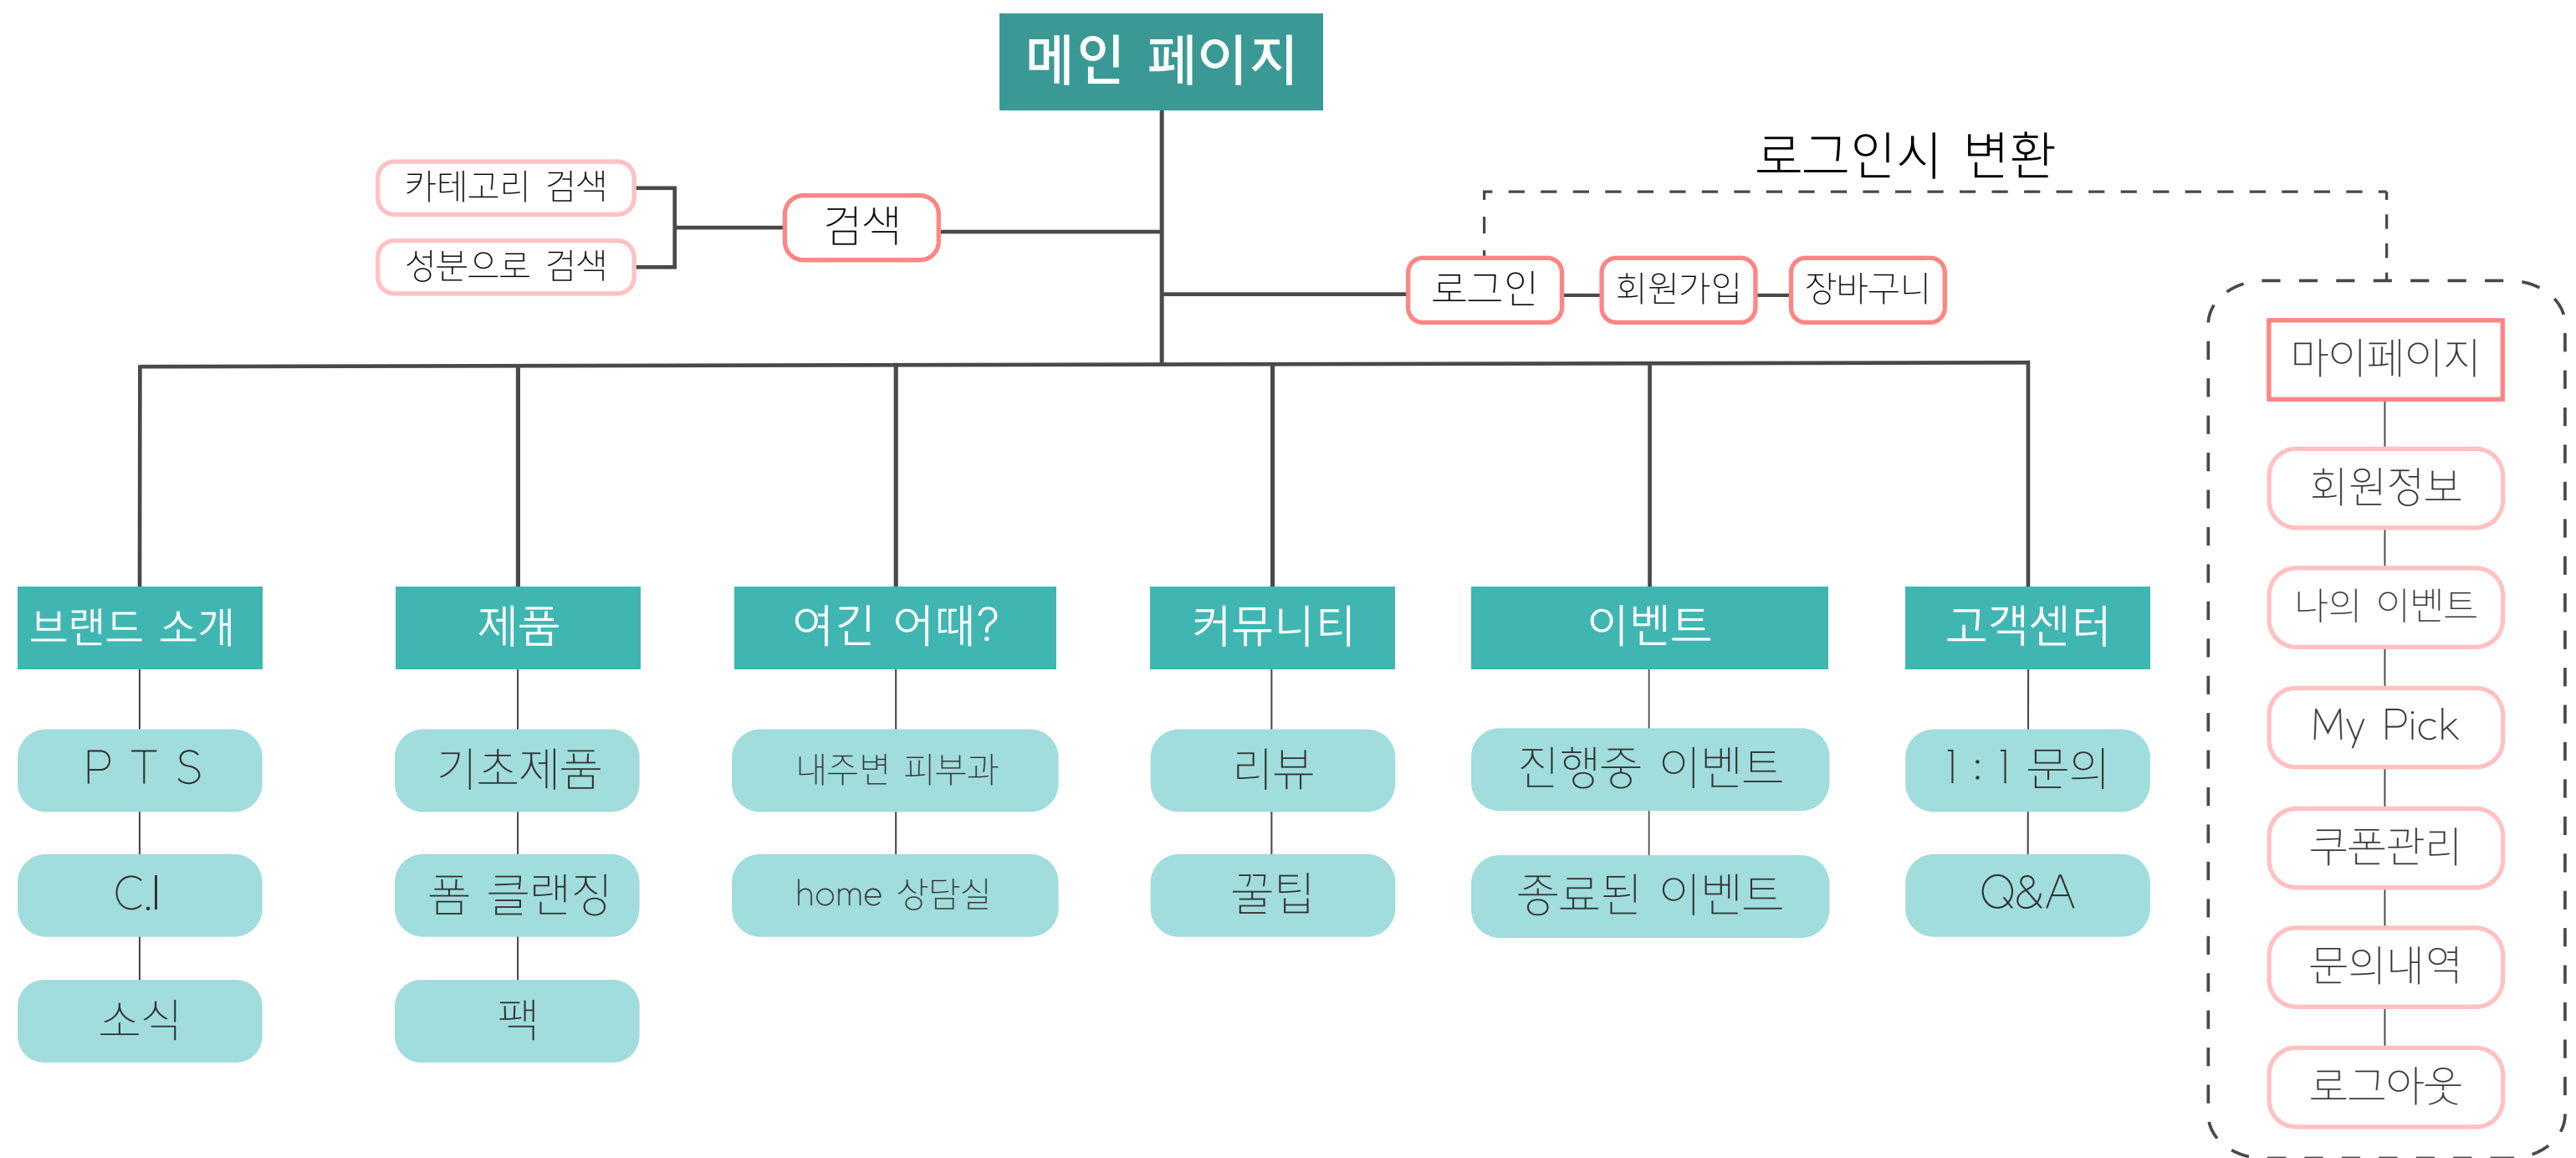 메인 페이지
로그인시 변환
카테고리 검색
검색
성분으로 검색
로그인
회원가입
장바구니
브랜드 소개
P T S
C.I
소식
제품
기초제품
폼 클랜징
팩
여긴 어때?
내주변 피부과
home 상담실
커뮤니티
리뷰
꿀팁
이벤트
진행중 이벤트
종료된 이벤트
고객센터
1 : 1 문의
Q&A
마이페이지
회원정보
나의 이벤트
My Pick
쿠폰관리
문의내역
로그아웃